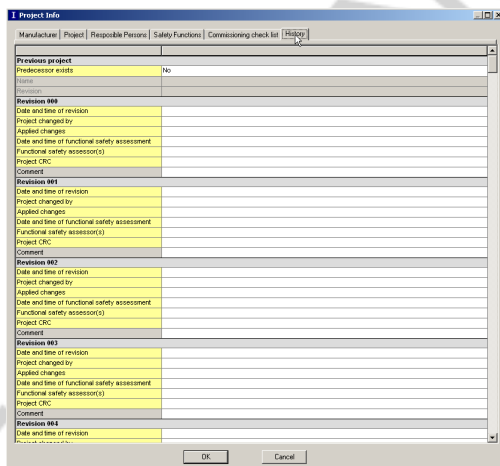 Project Info
Manufacturer Project Resposible Persons Safety Functions Commissioning check list History
Previous project
Predecessor exists No
Name
Revision
Revision 000
Date and time of revision
Project changed by
Applied changes
Date and time of functional safety assessment
Functional safety assessor(s)
Project CRC
Comment
Revision 001
Date and time of revision
Project changed by
Applied changes
Date and time of functional safety assessment
Functional safety assessor(s)
Project CRC
Comment
Revision 002
Date and time of revision
Project changed by
Applied changes
Date and time of functional safety assessment
Functional safety assessor(s)
Project CRC
Comment
Revision 003
Date and time of revision
Project changed by
Applied changes
Date and time of functional safety assessment
Functional safety assessor(s)
Project CRC
Comment
Revision 004
Date and time of revision
Project changed by
OK Cancel